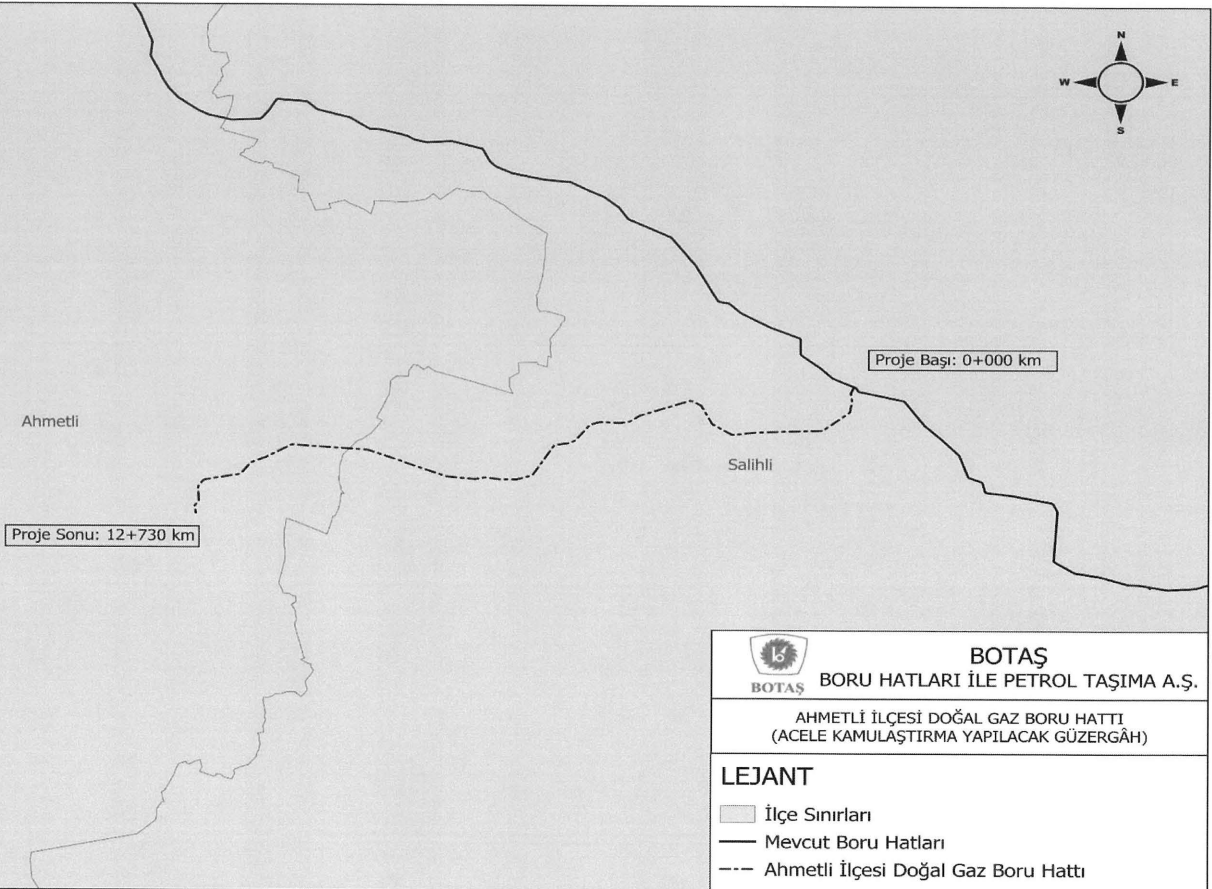 N
W
E
S
Proje Başı: 0+000 km
Ahmetli
Salihli
Proje Sonu: 12+730 km
BOTAŞ
BOTAŞ
BORU HATLARI İLE PETROL TAŞIMA A.Ş.
AHMETLİ İLÇESİ DOĞAL GAZ BORU HATTI
(ACELE KAMULAŞTIRMA YAPILACAK GÜZERGÂH)
LEJANT
İlçe Sınırları
Mevcut Boru Hatları
Ahmetli İlçesi Doğal Gaz Boru Hattı